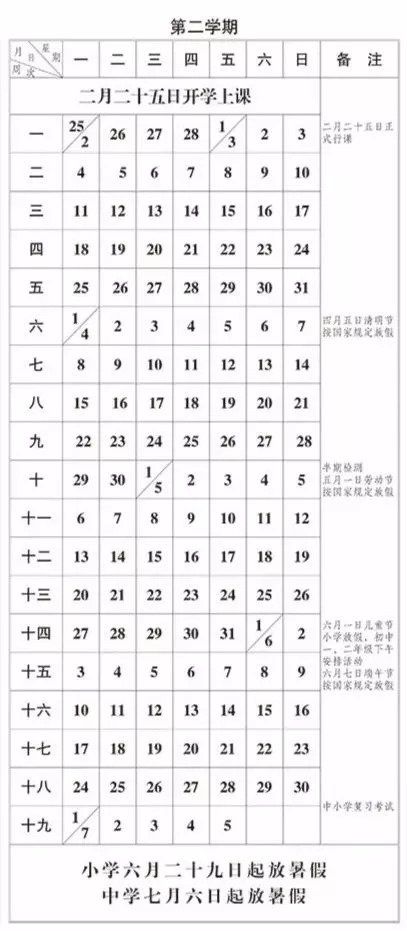 第二学期
月 日 星期 周次 一 二 三 四 五 六 日 备 注
二月二十五日开学上课
一 25/2 26 27 28 1/3 2 3 二月二十五日正
式行课
二 4 5 6 7 8 9 10
三 11 12 13 14 15 16 17
四 18 19 20 21 22 23 24
五 25 26 27 28 29 30 31
六 1/4 2 3 4 5 6 7 四月五日清明节
按国家规定放假
七 8 9 10 11 12 13 14
八 15 16 17 18 19 20 21
九 22 23 24 25 26 27 28
十 29 30 1/5 2 3 4 5 半期检测
五月一日劳动节
按国家规定放假
十一 6 7 8 9 10 11 12
十二 13 14 15 16 17 18 19
十三 20 21 22 23 24 25 26
十四 27 28 29 30 31 1/6 2 六月一日儿童节
小学放假，初中
一、二年级下午
安排活动
十五 3 4 5 6 7 8 9 六月七日端午节
按国家规定放假
十六 10 11 12 13 14 15 16
十七 17 18 19 20 21 22 23
十八 24 25 26 27 28 29 30
中小学复习考试
十九 1/7 2 3 4 5
小学六月二十九日起放暑假
中学七月六日起放暑假